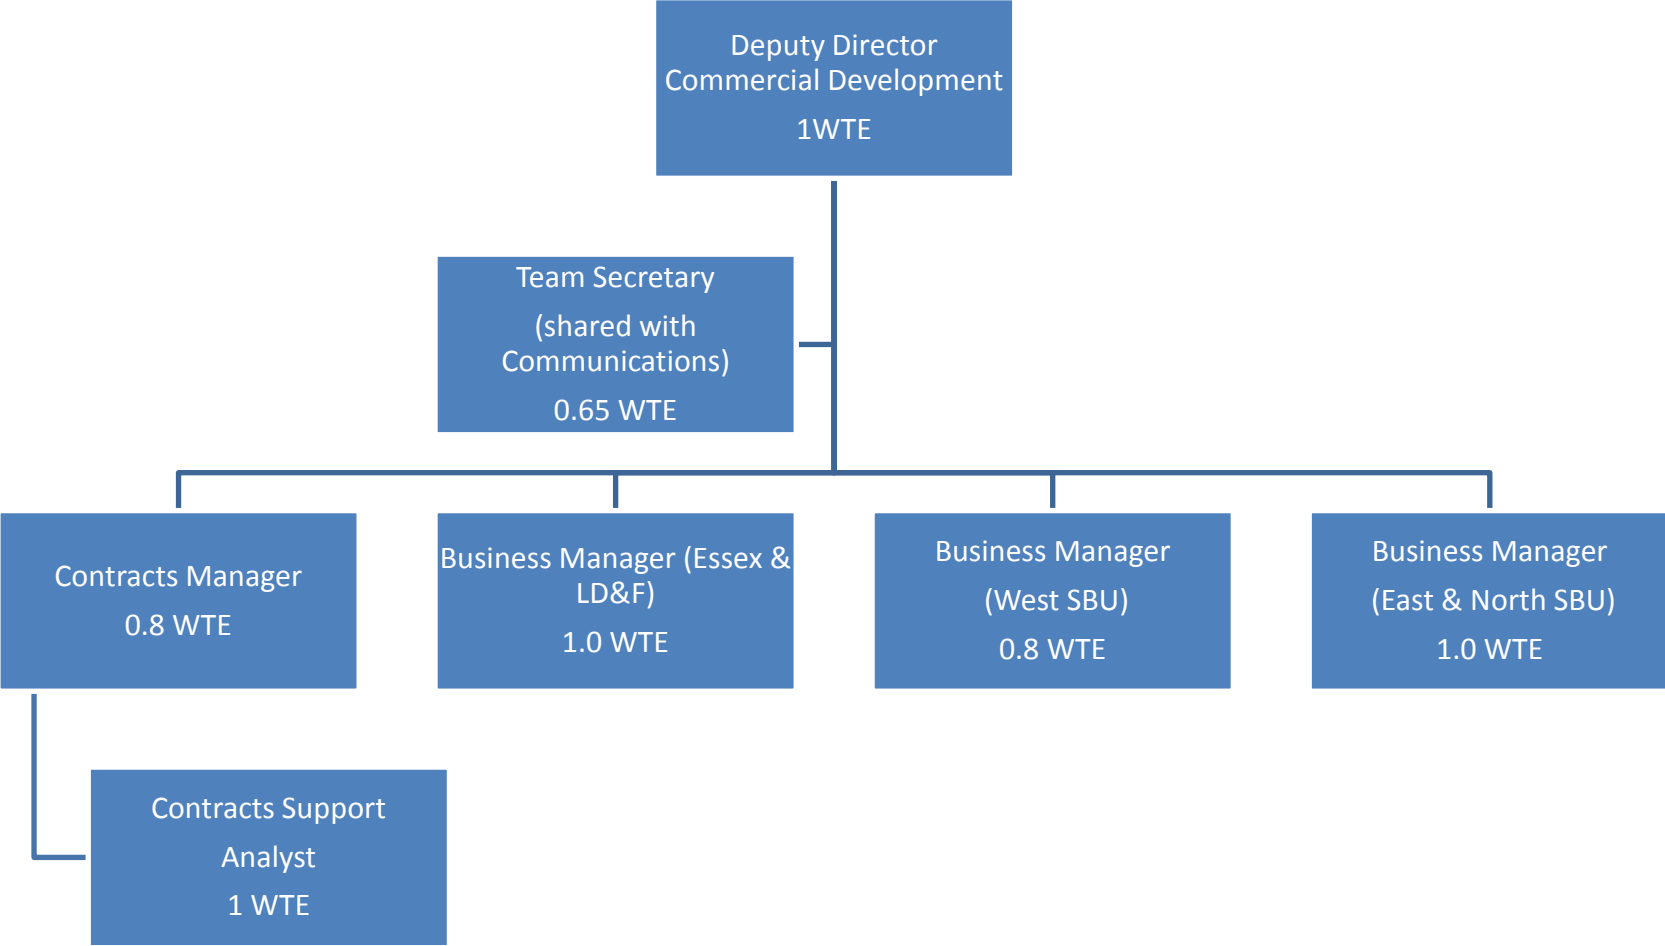 Deputy Director
Commercial Development
1WTE
Team Secretary
(shared with
Communications)
0.65 WTE
Contracts Manager
0.8 WTE
Business Manager (Essex &
LD&F)
1.0 WTE
Business Manager
(West SBU)
0.8 WTE
Business Manager
(East & North SBU)
1.0 WTE
Contracts Support
Analyst
1 WTE